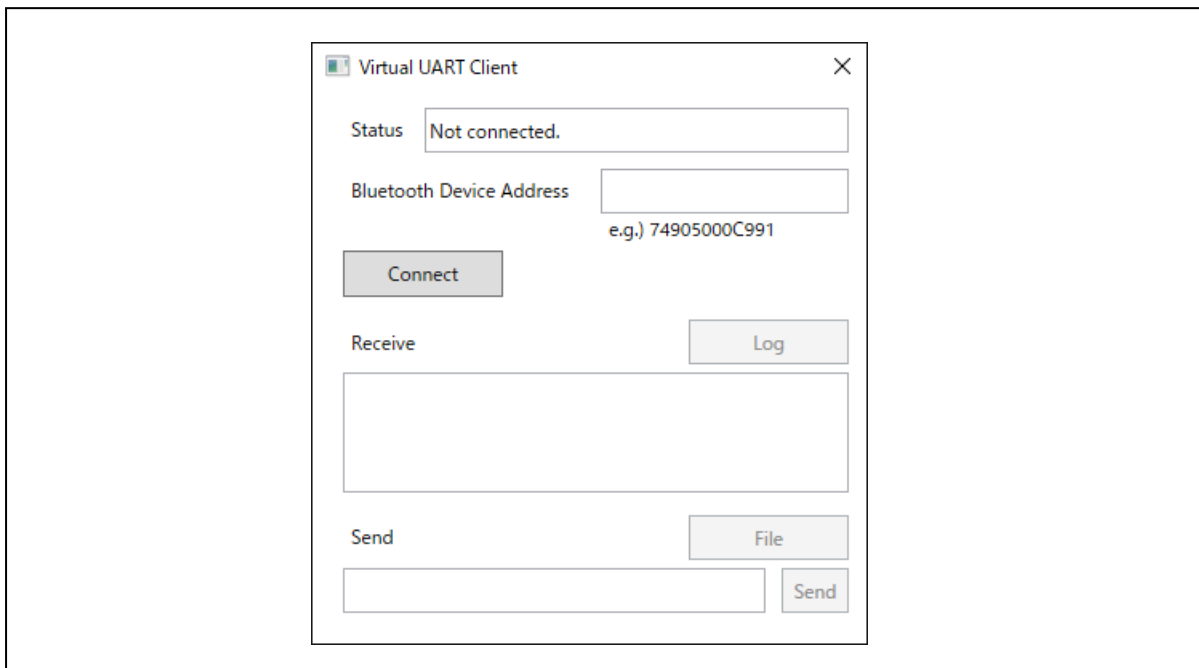 Virtual UART Client
Status Not connected.
Bluetooth Device Address
e.g.) 74905000C991
Connect
Receive Log
Send File
Send